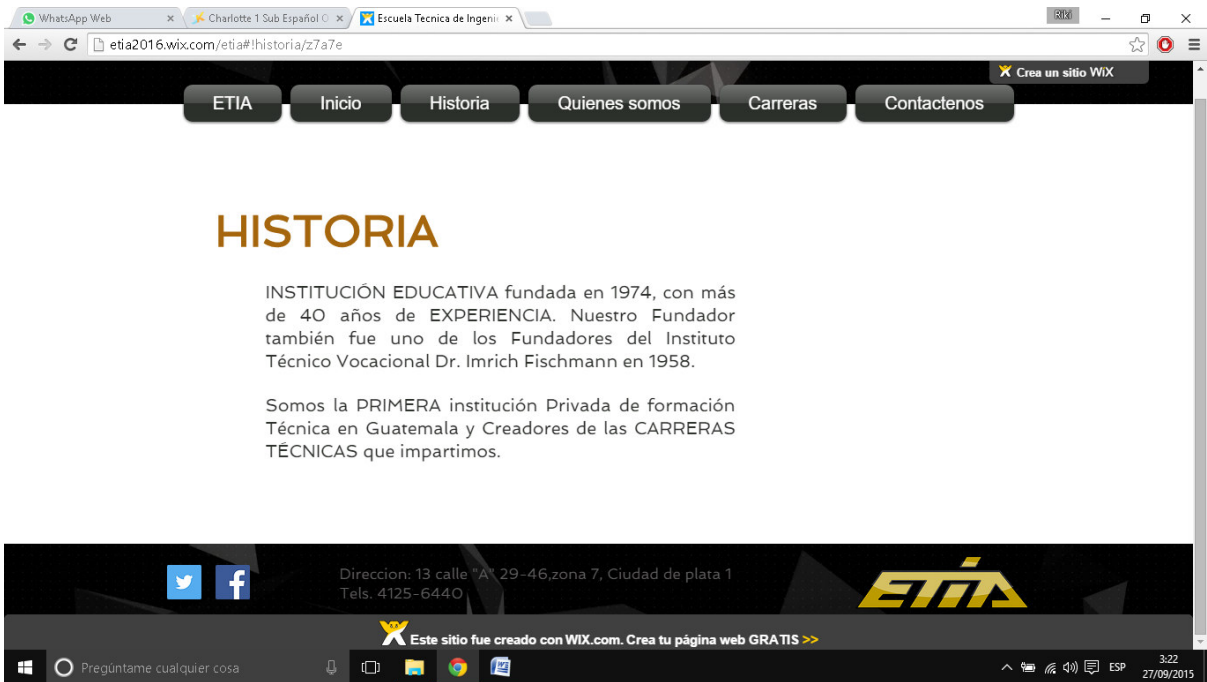 WhatsApp Web
Charlotte 1 Sub Español O
Escuela Tecnica de Ingeni
Riki
etia2016.wix.com/etia#!historia/z7a7e
Crea un sitio WiX
ETIA Inicio Historia Quienes somos Carreras Contactenos
HISTORIA
INSTITUCIÓN EDUCATIVA fundada en 1974, con más
de 40 años de EXPERIENCIA. Nuestro Fundador
también fue uno de los Fundadores del Instituto
Técnico Vocacional Dr. Imrich Fischmann en 1958.
Somos la PRIMERA institución Privada de formación
Técnica en Guatemala y Creadores de las CARRERAS
TÉCNICAS que impartimos.
Direccion: 13 calle "A" 29-46,zona 7, Ciudad de plata 1
Tels. 4125-6440
ETIA
Este sitio fue creado con WIX.com. Crea tu página web GRATIS >>
Pregúntame cualquier cosa
ESP
3:22
27/09/2015